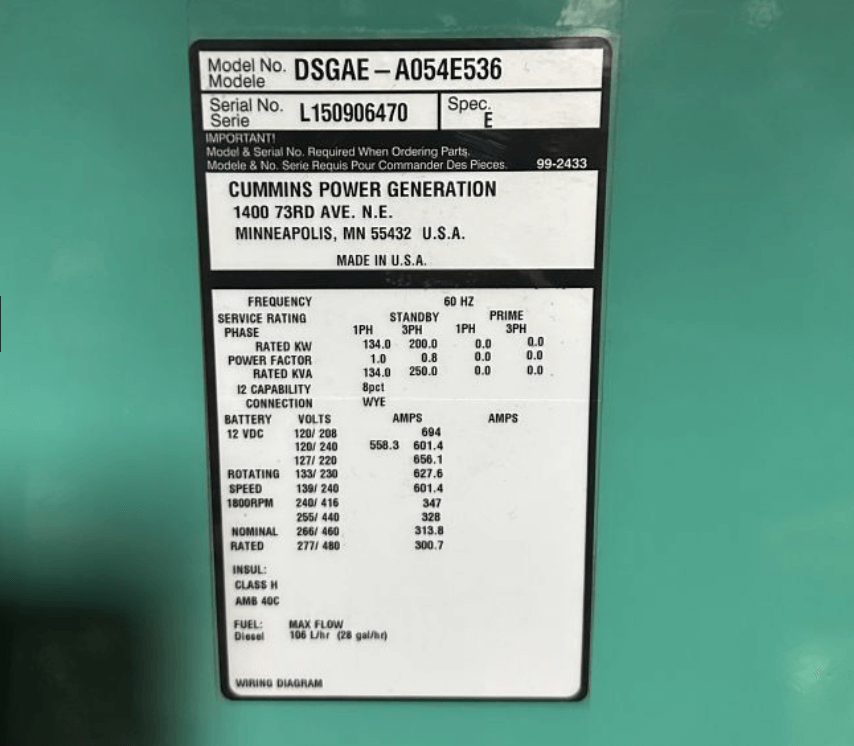 Model No. DSGAE – A054E536
Modele
Serial No. L150906470 Spec.
Serie E
IMPORTANT!
Model & Serial No. Required When Ordering Parts.
Modele & No. Serie Requis Pour Commander Des Pieces. 99-2433
CUMMINS POWER GENERATION
1400 73RD AVE. N.E.
MINNEAPOLIS, MN 55432 U.S.A.
MADE IN U.S.A.
FREQUENCY 60 HZ
SERVICE RATING STANDBY PRIME
PHASE 1PH 3PH 1PH 3PH
RATED KW 134.0 200.0 0.0 0.0
POWER FACTOR 1.0 0.8 0.0 0.0
RATED KVA 134.0 250.0 0.0 0.0
I2 CAPABILITY 8pct
CONNECTION WYE
BATTERY VOLTS AMPS AMPS
12 VDC 120/ 208 694
120/ 240 558.3 601.4
127/ 220 656.1
ROTATING 133/ 230 627.6
SPEED 139/ 240 601.4
1800RPM 240/ 416 347
255/ 440 328
NOMINAL 266/ 460 313.8
RATED 277/ 480 300.7
INSUL:
CLASS H
AMB 40C
FUEL: MAX FLOW
Diesel 106 L/hr (28 gal/hr)
WIRING DIAGRAM